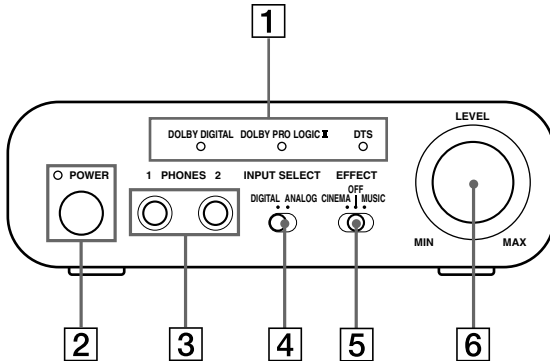 1
DOLBY DIGITAL DOLBY PRO LOGIC II DTS
LEVEL
POWER
1 PHONES 2
INPUT SELECT
EFFECT
OFF
DIGITAL ANALOG
CINEMA MUSIC
MIN MAX
2
3
4
5
6